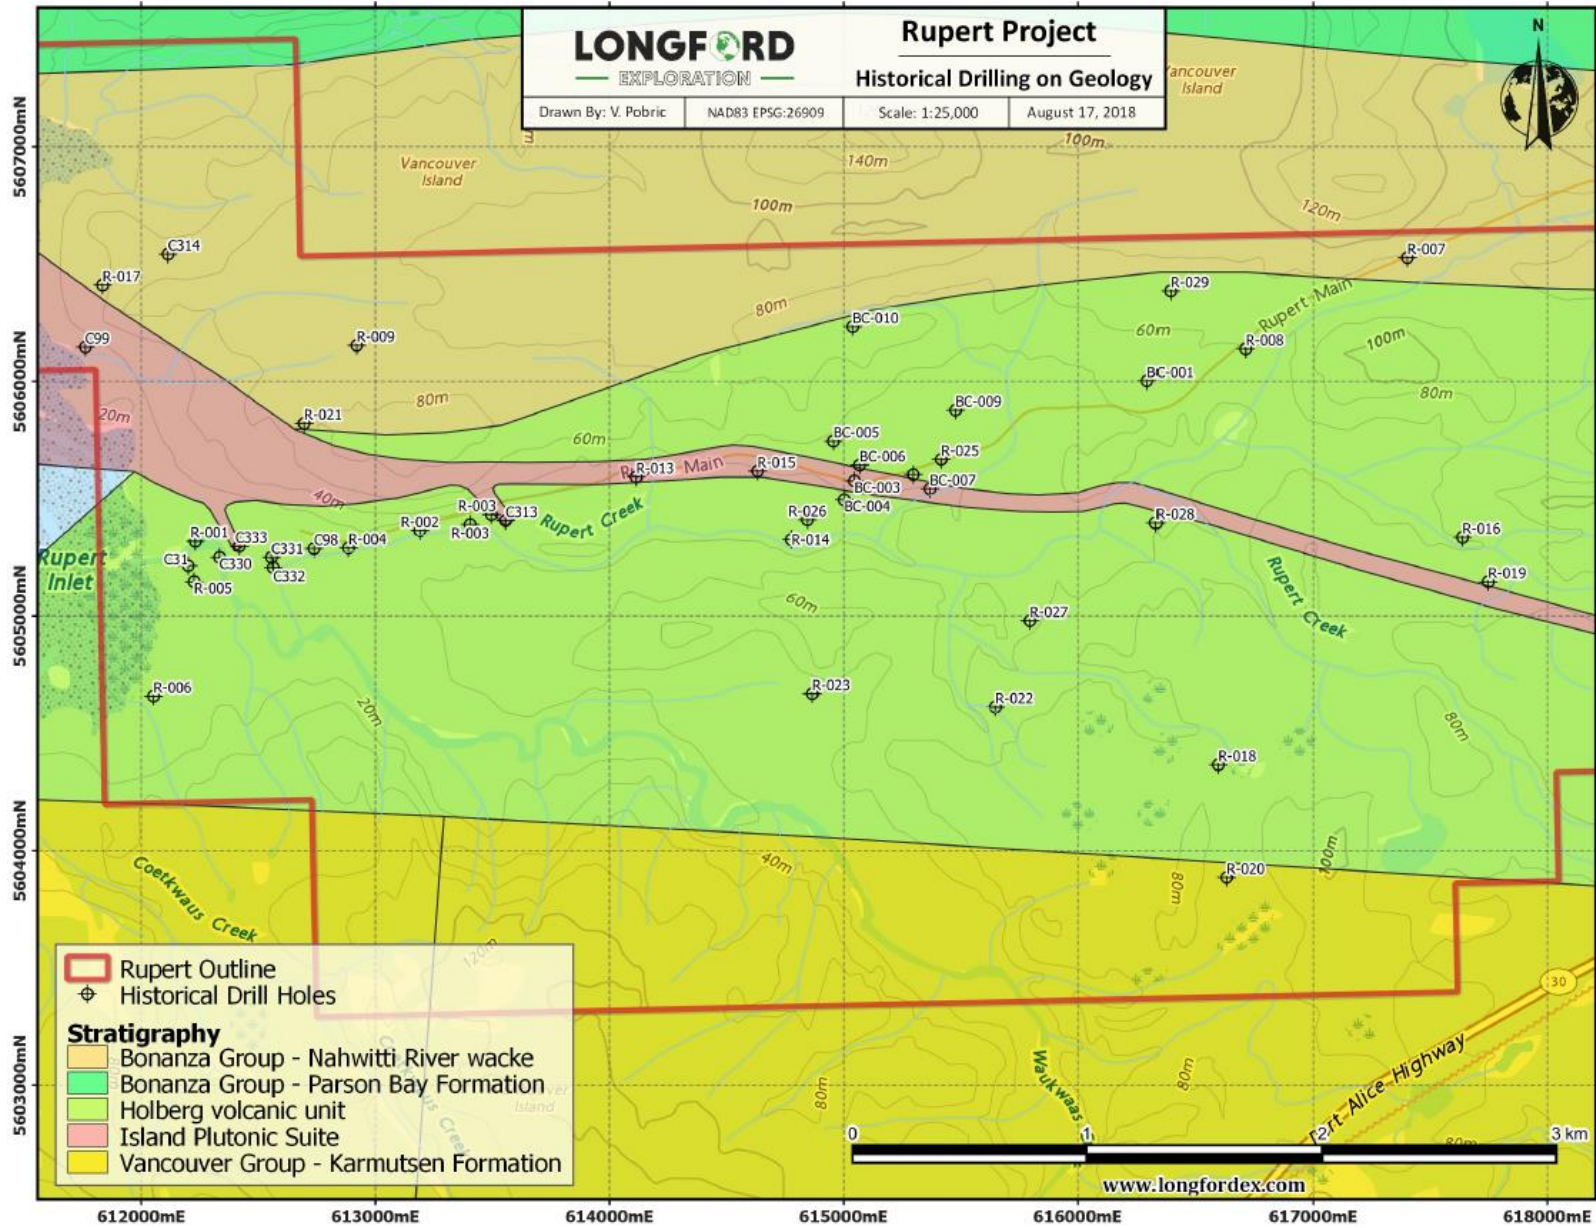 LONGFORD
EXPLORATION
Rupert Project
Historical Drilling on Geology
Drawn By: V. Pobric
NAD83 EPSG:26909
Scale: 1:25,000
August 17, 2018
N
Vancouver
Island
Vancouver
Island
140m
100m
100m
120m
5607000mN
C314
R-017
R-007
R-029
80m
BC-010
Rupert Main
C99
R-009
60m
R-008
100m
5606000mN
BC-001
80m
20m
80m
R-021
BC-009
60m
BC-005
BC-006
R-025
R-013
Main
R-015
BC-007
BC-003
40m
BC-004
R-003
C313
R-002
R-003
Rupert Creek
R-026
R-028
R-001
C333
C331
C98
R-004
R-014
R-016
C31
C330
C332
Rupert
Inlet
R-005
R-019
Rupert
Creek
60m
5605000mN
R-027
R-006
20m
R-023
R-022
80m
R-018
5604000mN
40m
R-020
100m
80m
Coetkwaus Creek
120m
30
Rupert Outline
Historical Drill Holes
Stratigraphy
Bonanza Group - Nahwitti River wacke
Bonanza Group - Parson Bay Formation
Holberg volcanic unit
Island Plutonic Suite
Vancouver Group - Karmutsen Formation
Island
5603000mN
80m
Waukwaas
80m
Alice Highway
80m
0
1
2
3 km
www.longfordex.com
612000mE
613000mE
614000mE
615000mE
616000mE
617000mE
618000mE